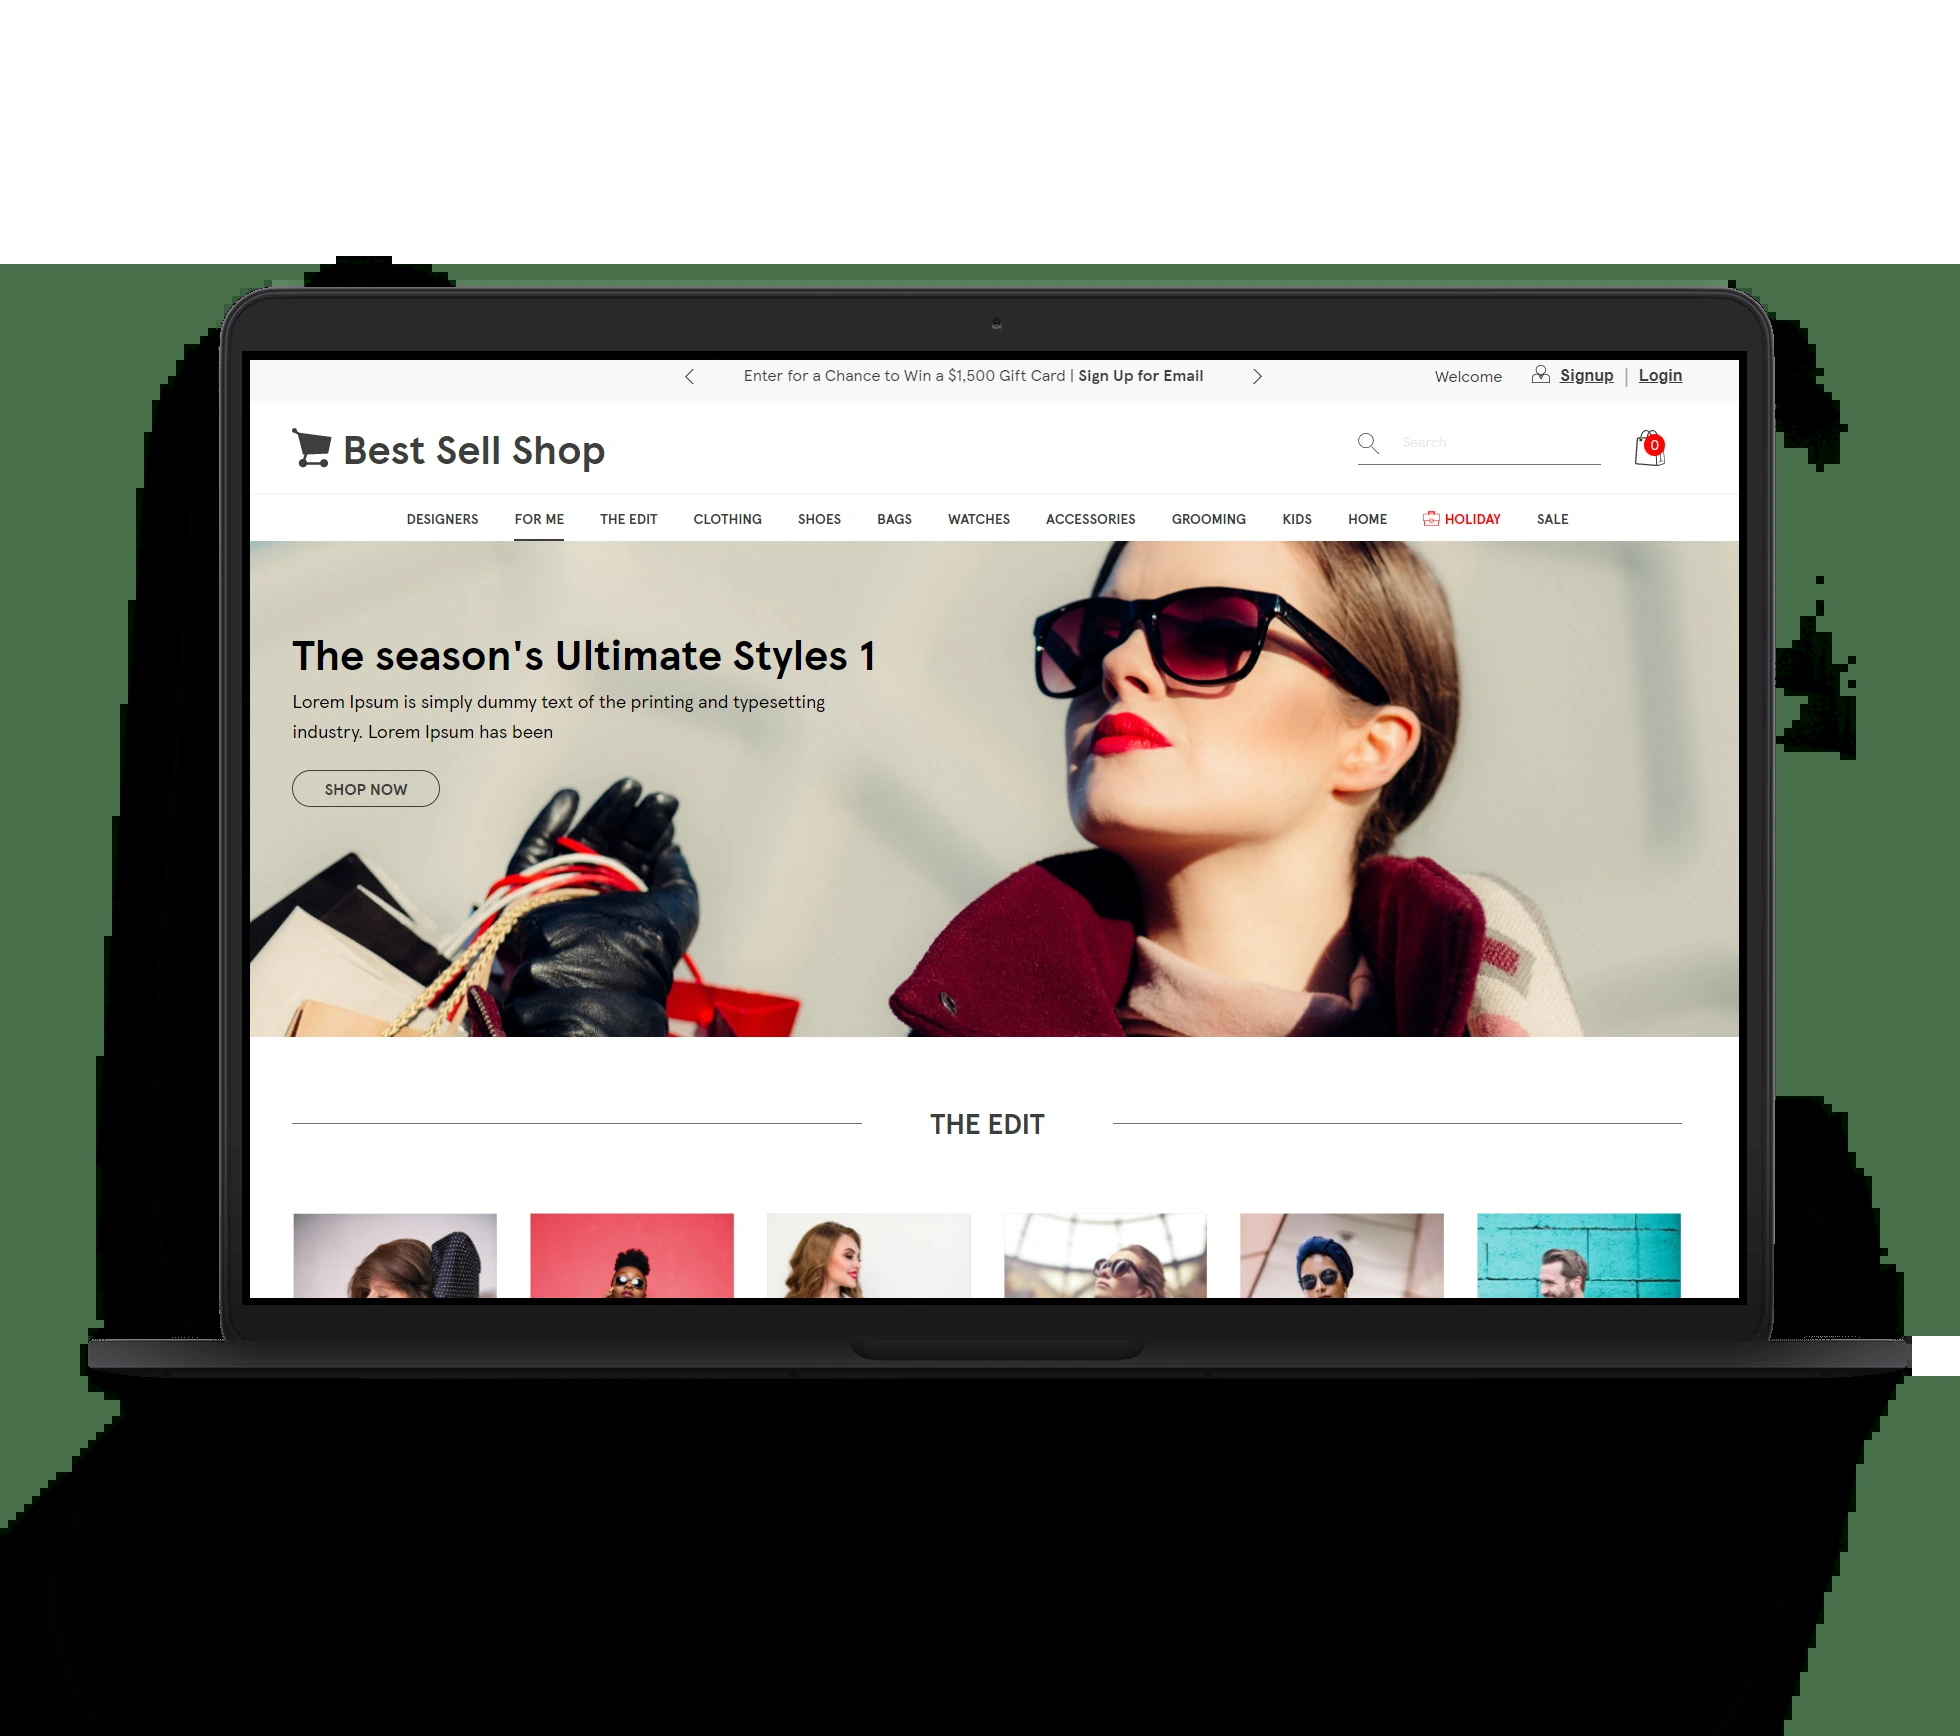 Enter for a Chance to Win a $1,500 Gift Card | Sign Up for Email
Welcome Signup | Login
Best Sell Shop
Search
0
DESIGNERS FOR ME THE EDIT CLOTHING SHOES BAGS WATCHES ACCESSORIES GROOMING KIDS HOME HOLIDAY SALE
The season's Ultimate Styles 1
Lorem Ipsum is simply dummy text of the printing and typesetting
industry. Lorem Ipsum has been
SHOP NOW
THE EDIT